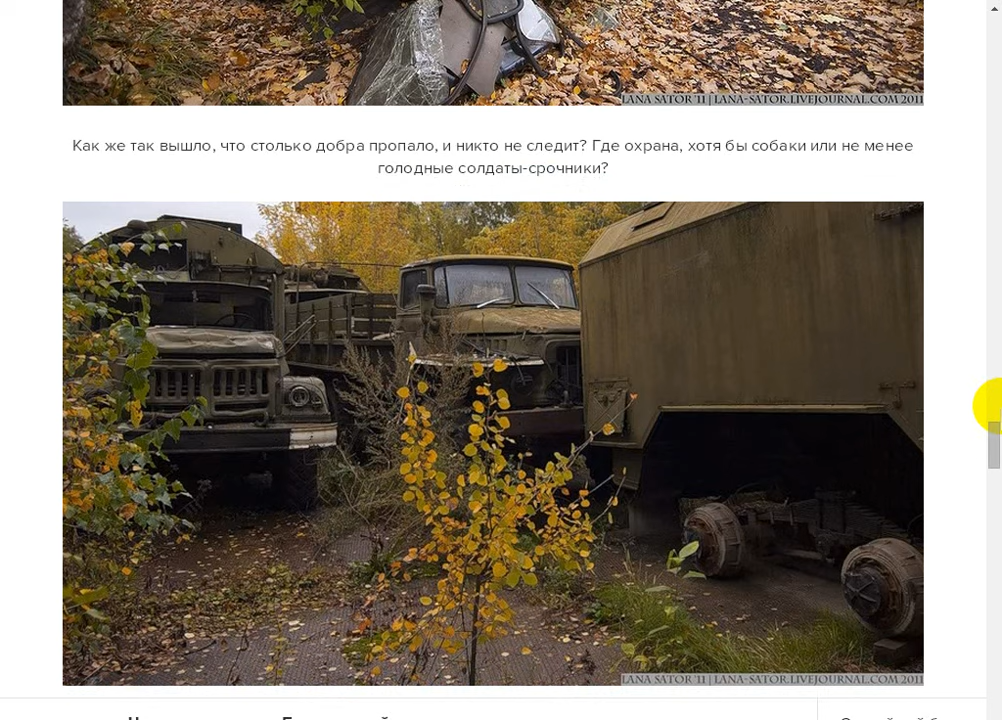 LANA SATOR '11 | LANA-SATOR.LIVEJOURNAL.COM 2011
Как же так вышло, что столько добра пропало, и никто не следит? Где охрана, хотя бы собаки или не менее
голодные солдаты-срочники?
LANA SATOR '11 | LANA-SATOR.LIVEJOURNAL.COM 2011